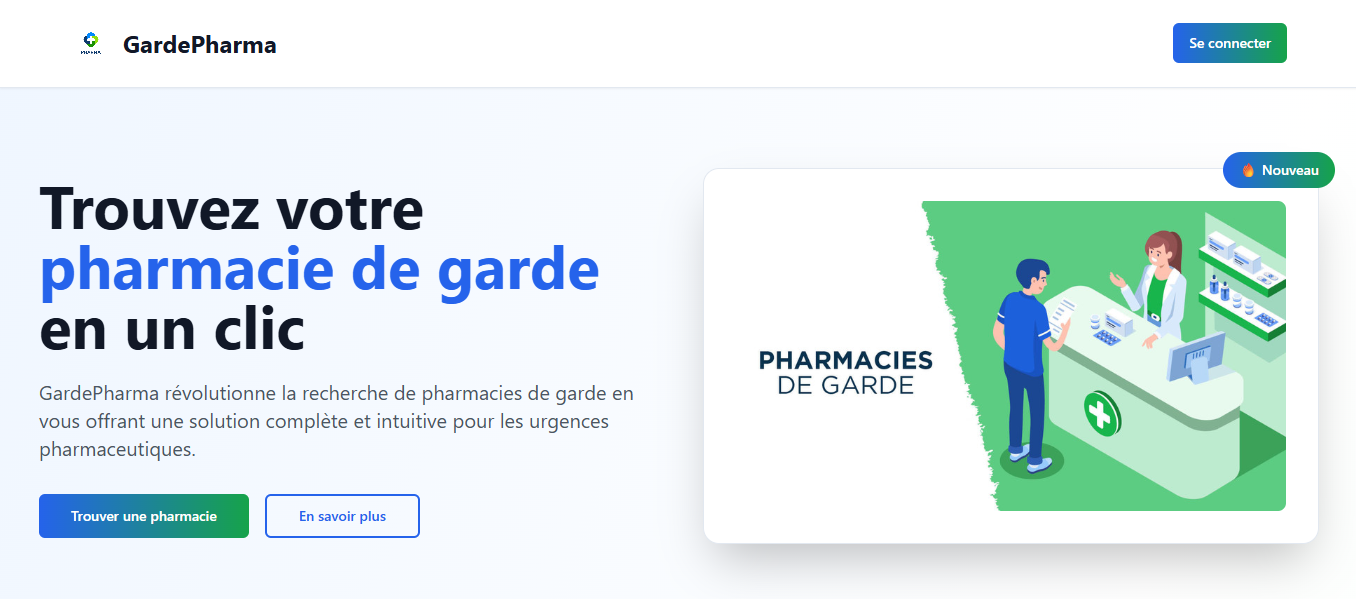 PHARMA
GardePharma
Se connecter
Trouvez votre
pharmacie de garde
en un clic
GardePharma révolutionne la recherche de pharmacies de garde en
vous offrant une solution complète et intuitive pour les urgences
pharmaceutiques.
Trouver une pharmacie
En savoir plus
🔥 Nouveau
PHARMACIES
DE GARDE